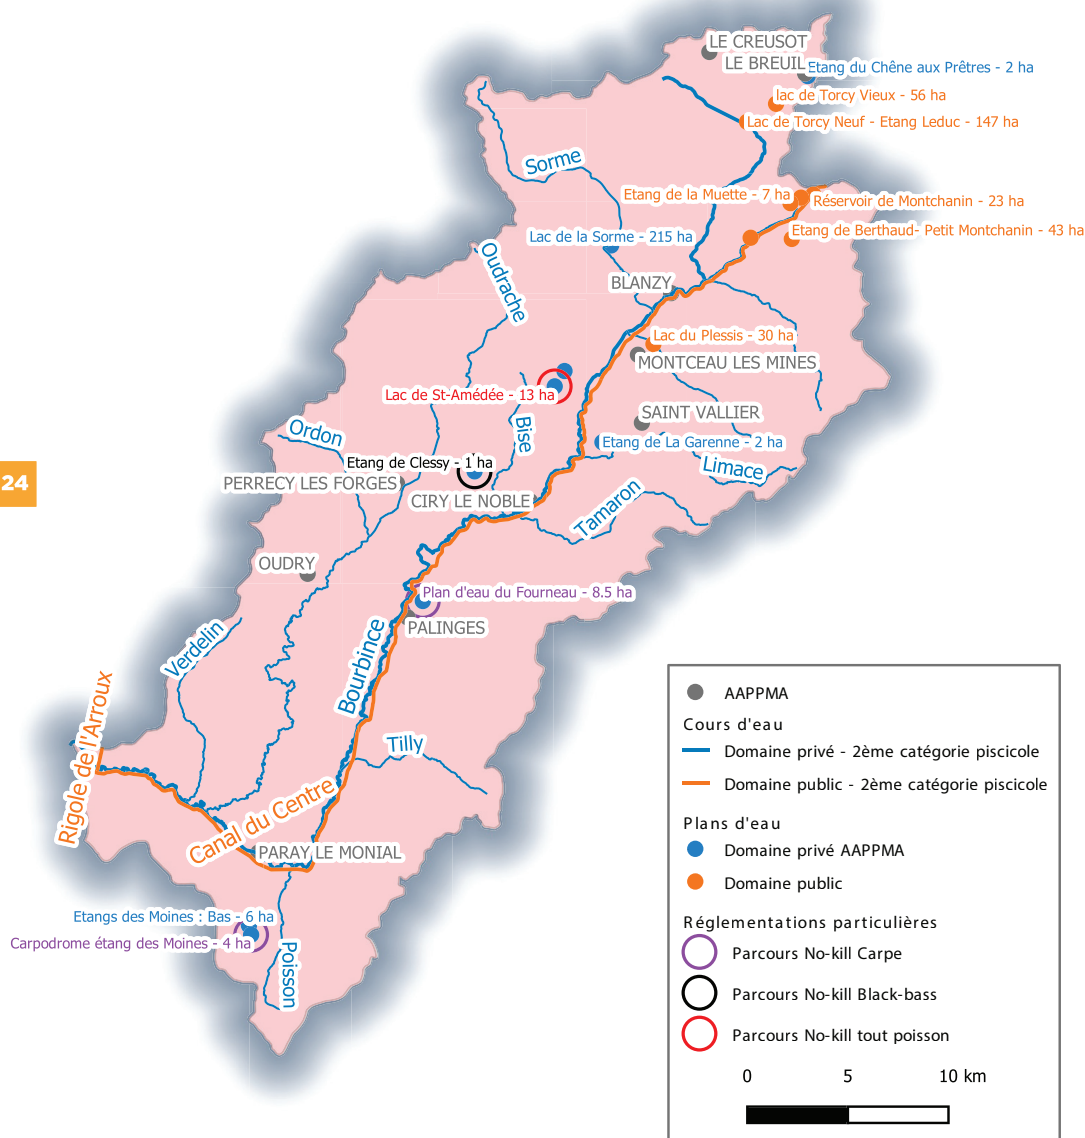 LE CREUSOT
LE BREUIL
Etang du Chêne aux Prêtres - 2 ha
lac de Torcy Vieux - 56 ha
Lac de Torcy Neuf - Etang Leduc - 147 ha
Sorme
Etang de la Muette - 7 ha
Réservoir de Montchanin - 23 ha
Lac de la Sorme - 215 ha
Etang de Berthaud- Petit Montchanin - 43 ha
Oudrache
BLANZY
Lac du Plessis - 30 ha
MONTCEAU LES MINES
Lac de St-Amédée - 13 ha
SAINT VALLIER
Ordon
Bise
Etang de La Garenne - 2 ha
Etang de Clessy - 1 ha
Limace
24
PERRECY LES FORGES
CIRY LE NOBLE
Tamaron
OUDRY
Plan d'eau du Fourneau - 8.5 ha
PALINGES
Verdelin
Bourbince
Rigole de l'Arroux
Tilly
Canal du Centre
PARAY LE MONIAL
Etangs des Moines : Bas - 6 ha
Carpodrome étang des Moines - 4 ha
Poisson
AAPPMA
Cours d'eau
Domaine privé - 2ème catégorie piscicole
Domaine public - 2ème catégorie piscicole
Plans d'eau
Domaine privé AAPPMA
Domaine public
Réglementations particulières
Parcours No-kill Carpe
Parcours No-kill Black-bass
Parcours No-kill tout poisson
0 5 10 km